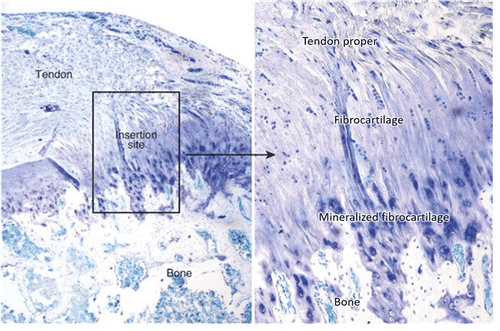 Tendon
Insertion
site
Bone
Tendon proper
Fibrocartilage
Mineralized fibrocartilage
Bone